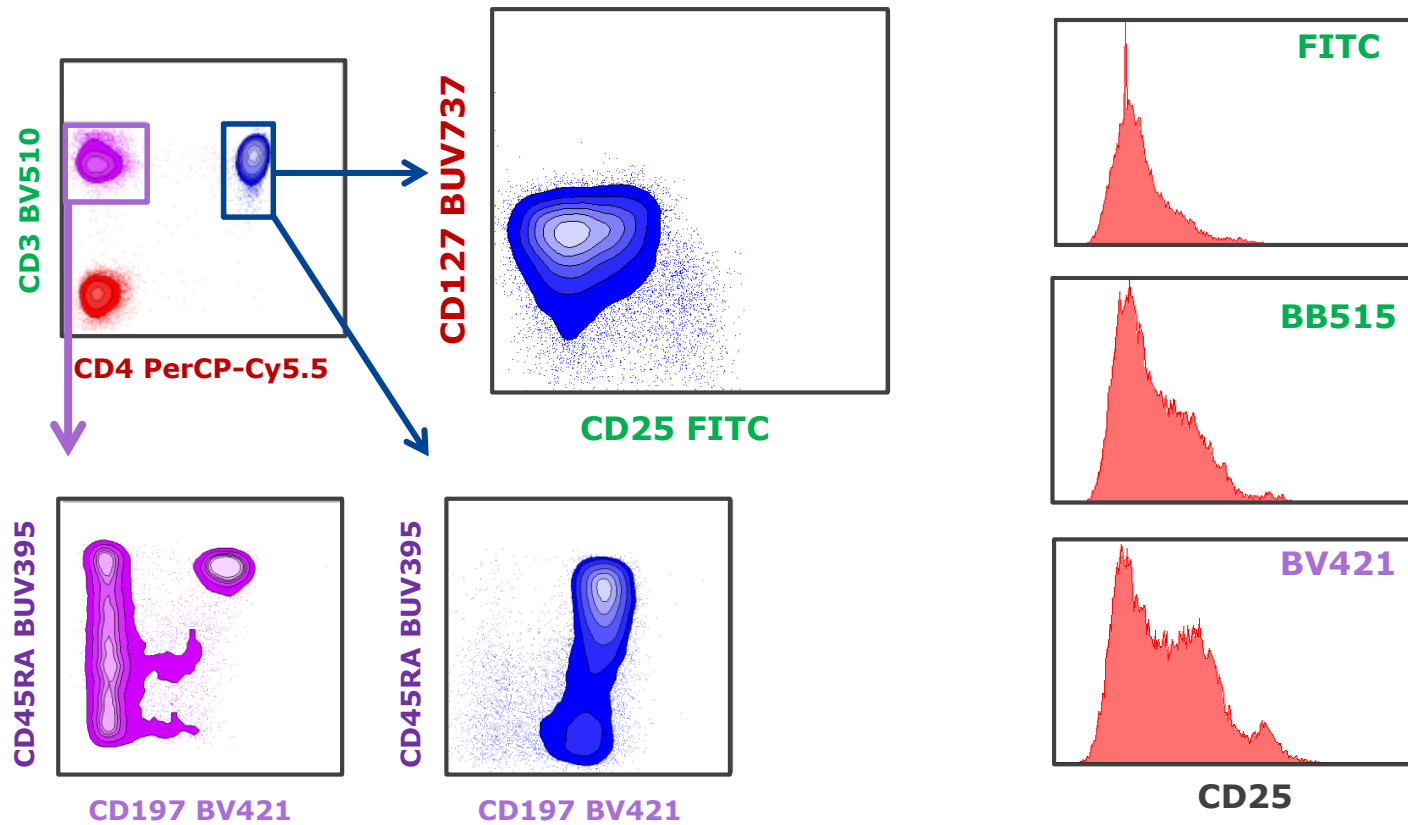 CD3 BV510
CD4 PerCP-Cy5.5
CD127 BUV737
CD25 FITC
CD45RA BUV395
CD197 BV421
CD45RA BUV395
CD197 BV421
FITC
BB515
BV421
CD25